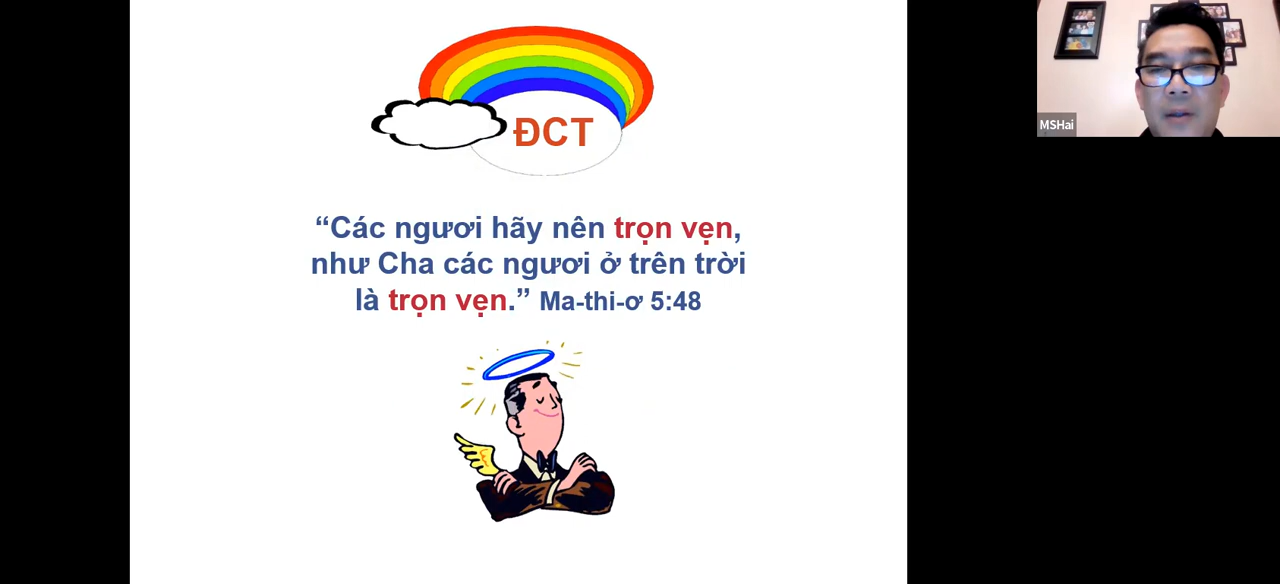 ĐCT
“Các ngươi hãy nên trọn vẹn,
như Cha các ngươi ở trên trời
là trọn vẹn.” Ma-thi-ơ 5:48
MSHai